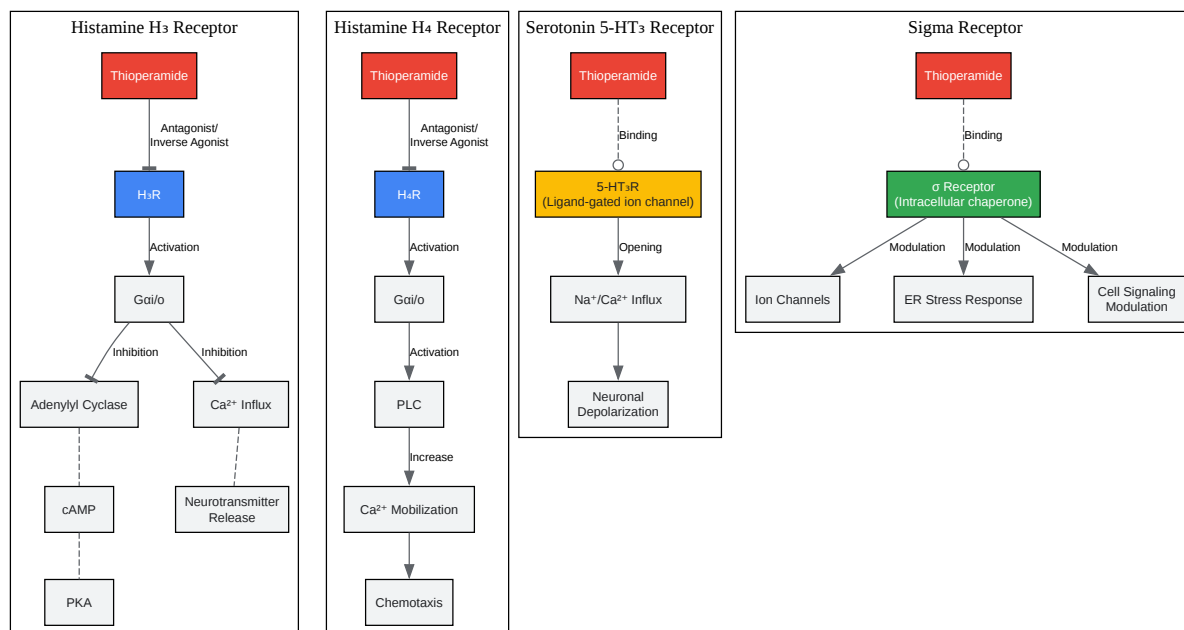 Histamine H₃ Receptor
Thioperamide
Antagonist/
Inverse Agonist
H₃R
Activation
Gαi/o
Inhibition
Inhibition
Adenylyl Cyclase
Ca²⁺ Influx
cAMP
Neurotransmitter
Release
PKA
Histamine H₄ Receptor
Thioperamide
Antagonist/
Inverse Agonist
H₄R
Activation
Gαi/o
Activation
PLC
Increase
Ca²⁺ Mobilization
Chemotaxis
Serotonin 5-HT₃ Receptor
Thioperamide
Binding
5-HT₃R
(Ligand-gated ion channel)
Opening
Na⁺/Ca²⁺ Influx
Neuronal
Depolarization
Sigma Receptor
Thioperamide
Binding
σ Receptor
(Intracellular chaperone)
Modulation
Modulation
Modulation
Ion Channels
ER Stress Response
Cell Signaling
Modulation